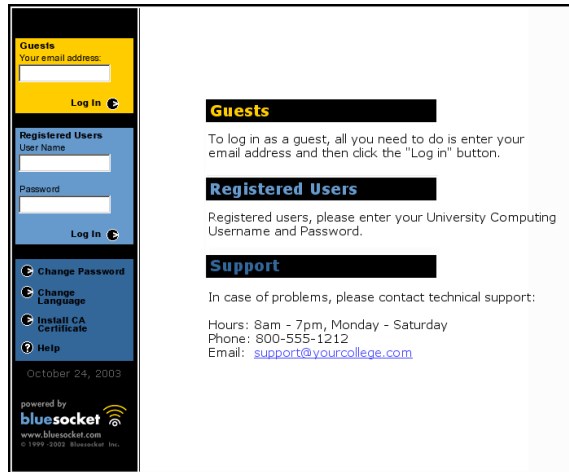 Guests
Your email address:
Log In
Registered Users
User Name
Password
Log In
Change Password
Change
Language
Install CA
Certificate
Help
October 24, 2003
powered by
bluesocket
www.bluesocket.com
© 1999 -2002 Bluesocket Inc.
Guests
To log in as a guest, all you need to do is enter your
email address and then click the "Log in" button.
Registered Users
Registered users, please enter your University Computing
Username and Password.
Support
In case of problems, please contact technical support:
Hours: 8am - 7pm, Monday - Saturday
Phone: 800-555-1212
Email: support@yourcollege.com